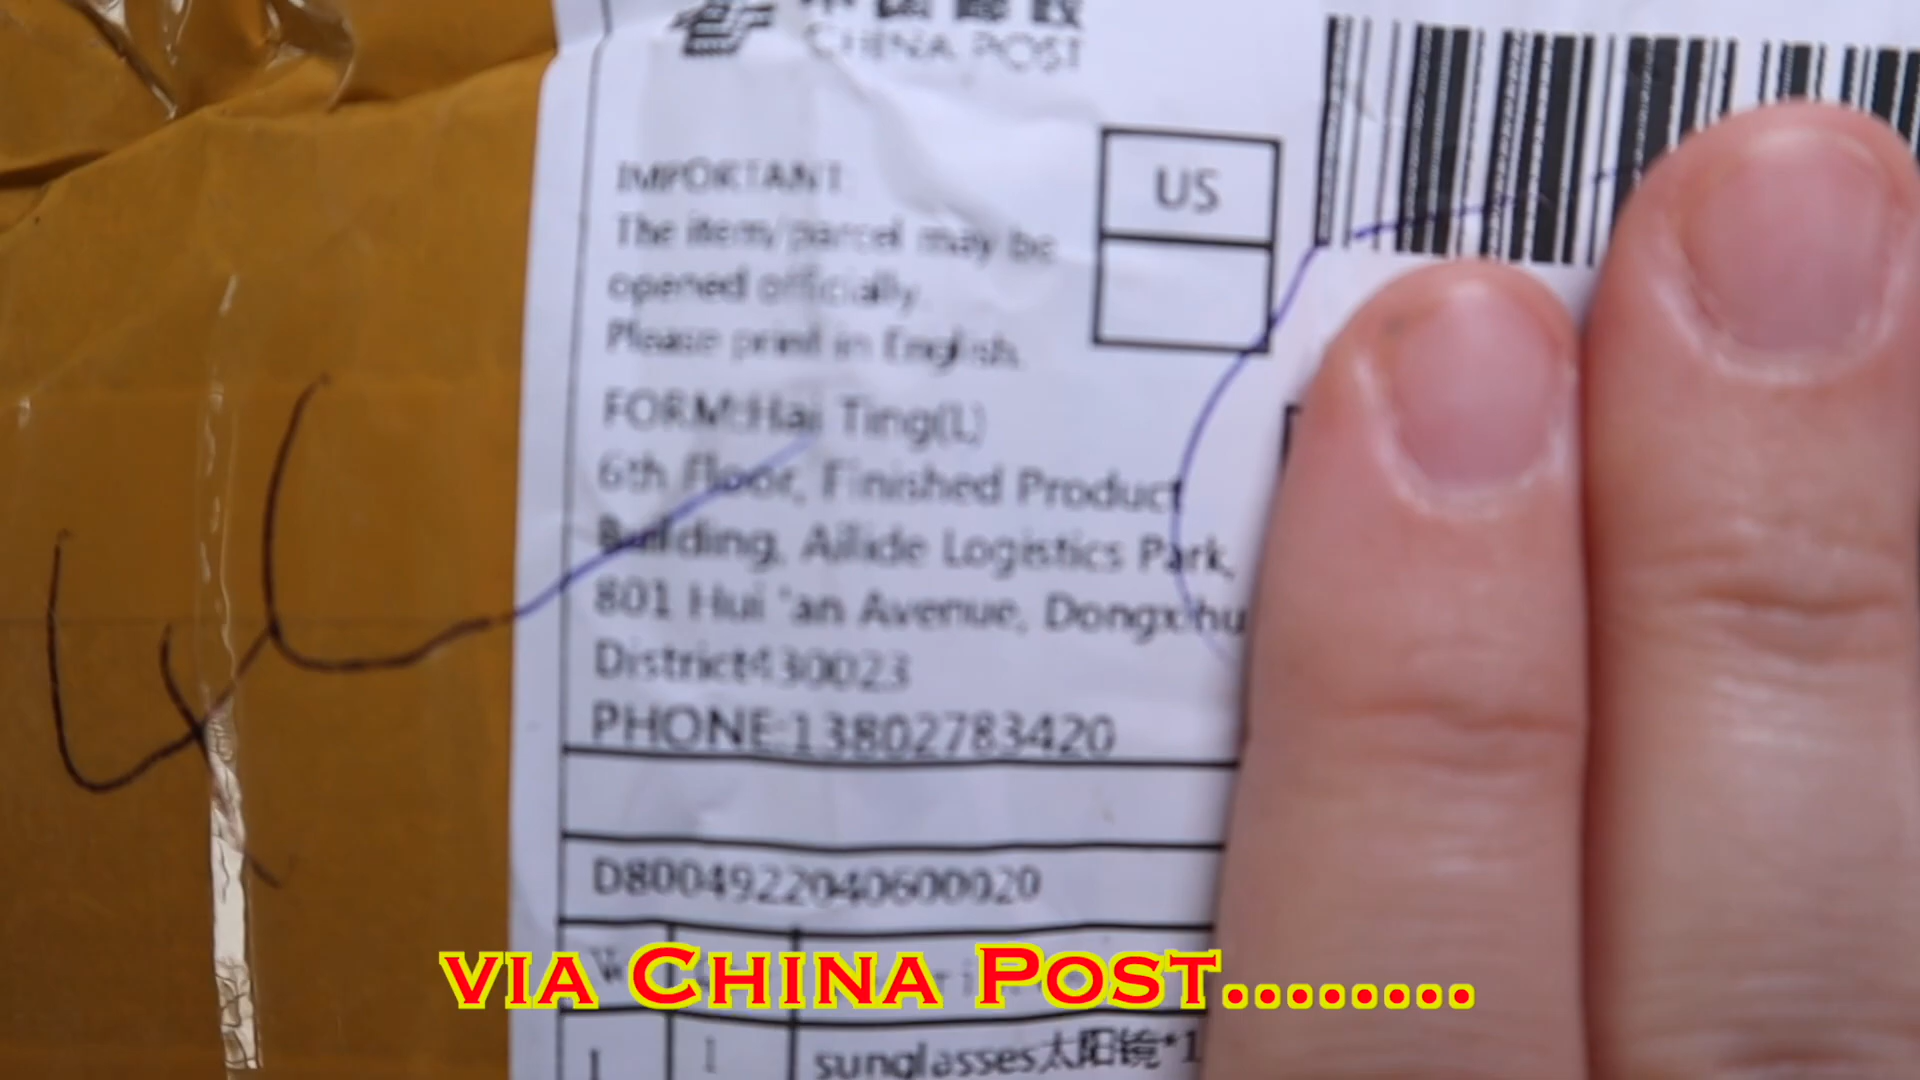 CHINA POST
US
IMPORTANT:
The item/parcel may be
opened officially.
Please print in English.
FORM:Hai Ting(L)
6th Floor, Finished Product
Building, Ailide Logistics Park,
801 Hui 'an Avenue, Dongxihu
District430023
PHONE:13802783420
D80049222040600020
1 1 sunglasses太阳镜*1
VIA CHINA POST........